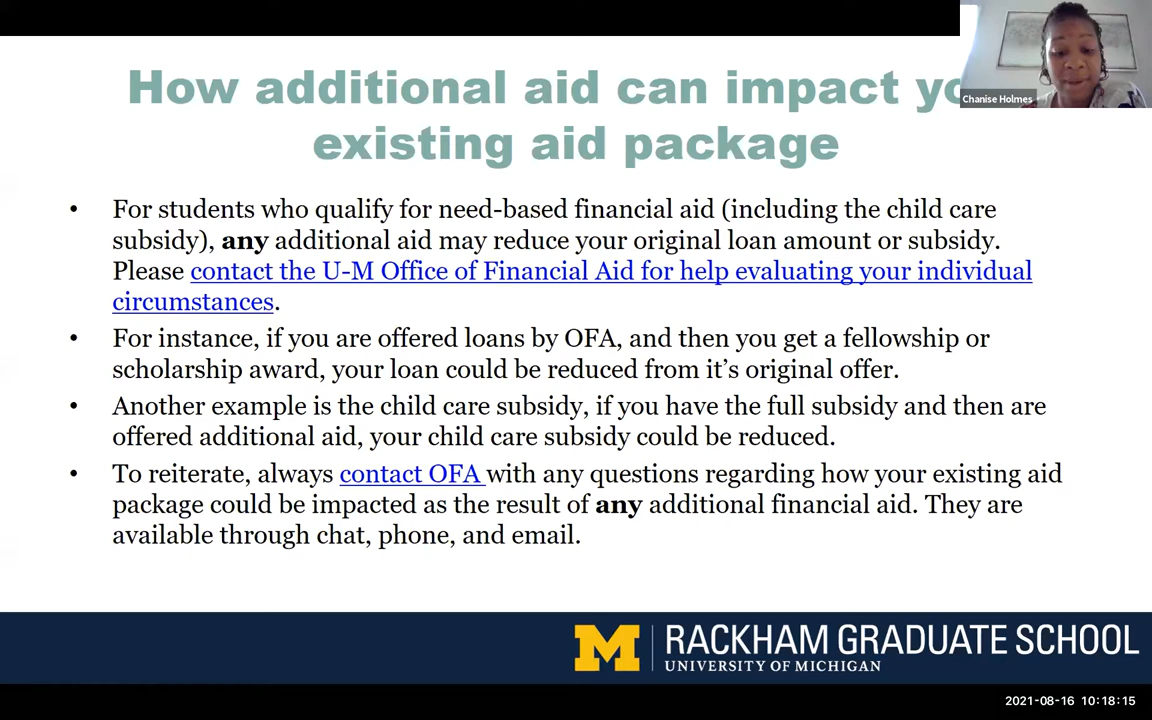 How additional aid can impact yo
existing aid package
Chanise Holmes
• For students who qualify for need-based financial aid (including the child care
subsidy), any additional aid may reduce your original loan amount or subsidy.
Please contact the U-M Office of Financial Aid for help evaluating your individual
circumstances.
• For instance, if you are offered loans by OFA, and then you get a fellowship or
scholarship award, your loan could be reduced from it’s original offer.
• Another example is the child care subsidy, if you have the full subsidy and then are
offered additional aid, your child care subsidy could be reduced.
• To reiterate, always contact OFA with any questions regarding how your existing aid
package could be impacted as the result of any additional financial aid. They are
available through chat, phone, and email.
M RACKHAM GRADUATE SCHOOL
UNIVERSITY OF MICHIGAN
2021-08-16 10:18:15